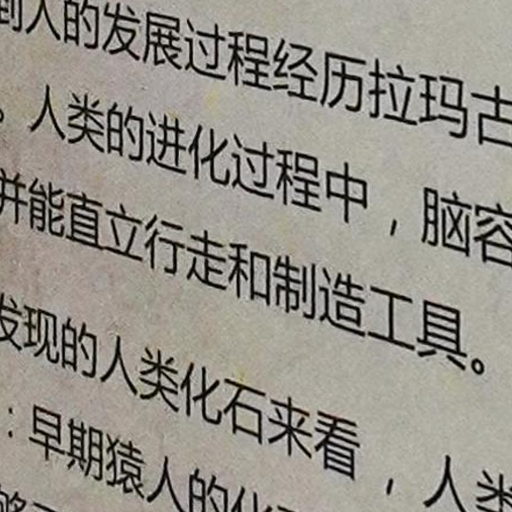 到人的发展过程经历拉玛古
。人类的进化过程中，脑容
并能直立行走和制造工具。
发现的人类化石来看，人类
：早期猿人的化